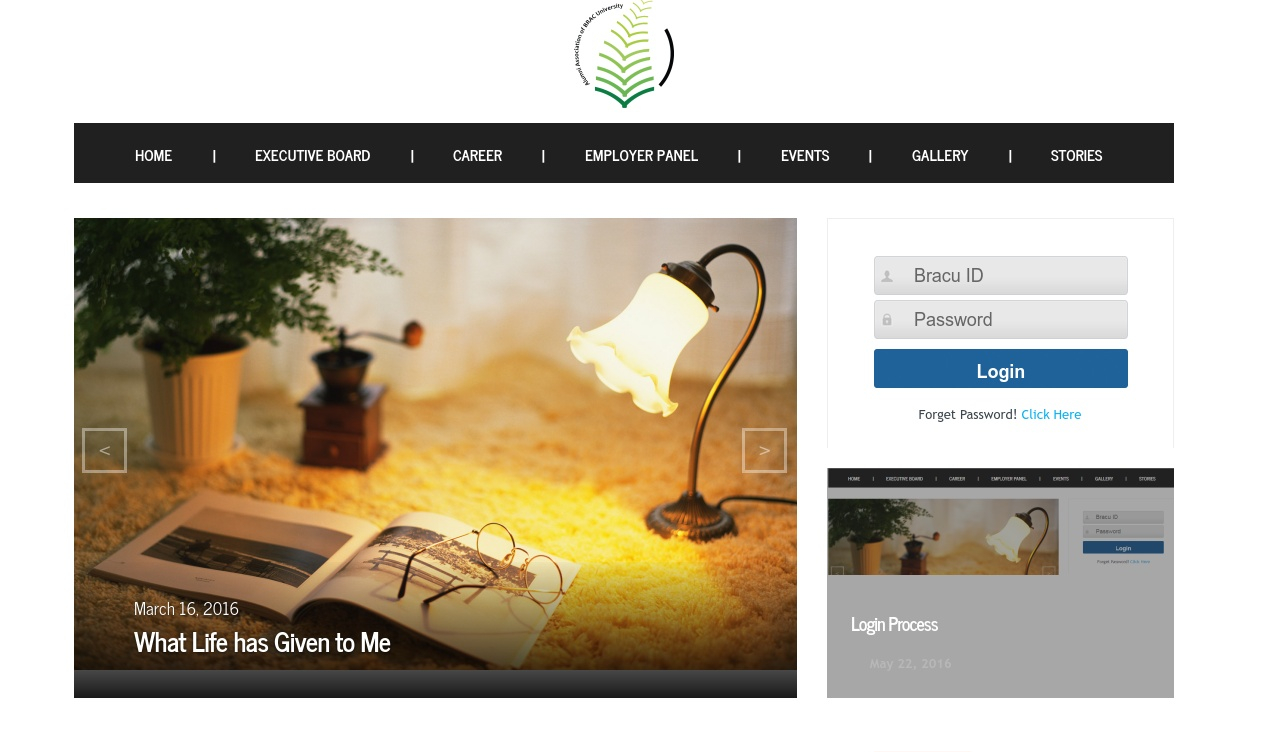 Alumni Association of BRAC University
HOME | EXECUTIVE BOARD | CAREER | EMPLOYER PANEL | EVENTS | GALLERY | STORIES
<
>
March 16, 2016
What Life has Given to Me
Bracu ID
Password
Login
Forget Password! Click Here
HOME | EXECUTIVE BOARD | CAREER | EMPLOYER PANEL | EVENTS | GALLERY | STORIES
Bracu ID
Password
Login
Forget Password! Click Here
Login Process
May 22, 2016